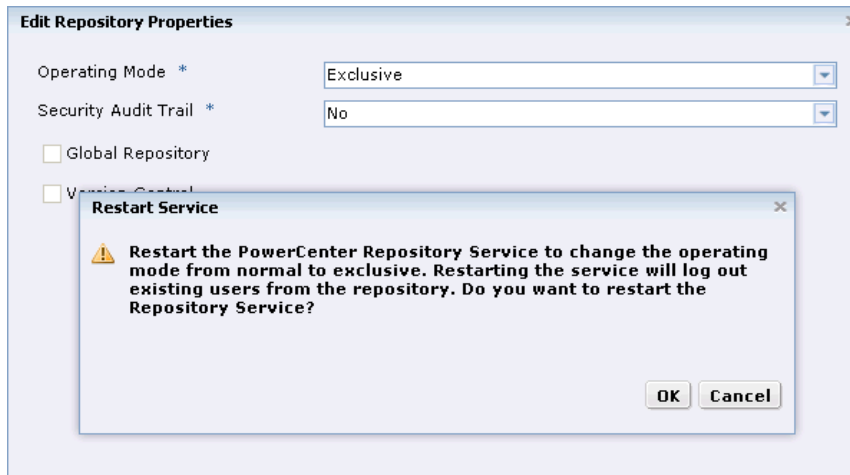 Edit Repository Properties
Operating Mode *
Exclusive
Security Audit Trail *
No
Global Repository
Version Control
Restart Service
Restart the PowerCenter Repository Service to change the operating
mode from normal to exclusive. Restarting the service will log out
existing users from the repository. Do you want to restart the
Repository Service?
OK Cancel